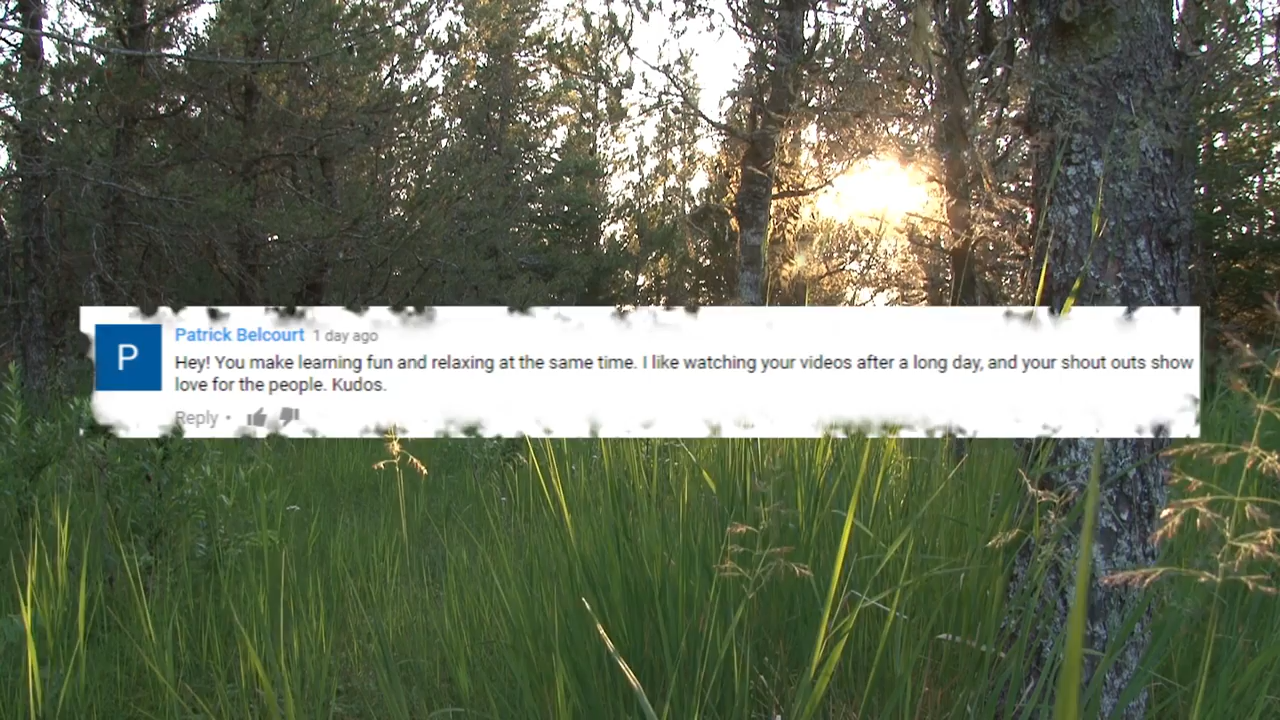 P
Patrick Belcourt 1 day ago
Hey! You make learning fun and relaxing at the same time. I like watching your videos after a long day, and your shout outs show
love for the people. Kudos.
Reply •